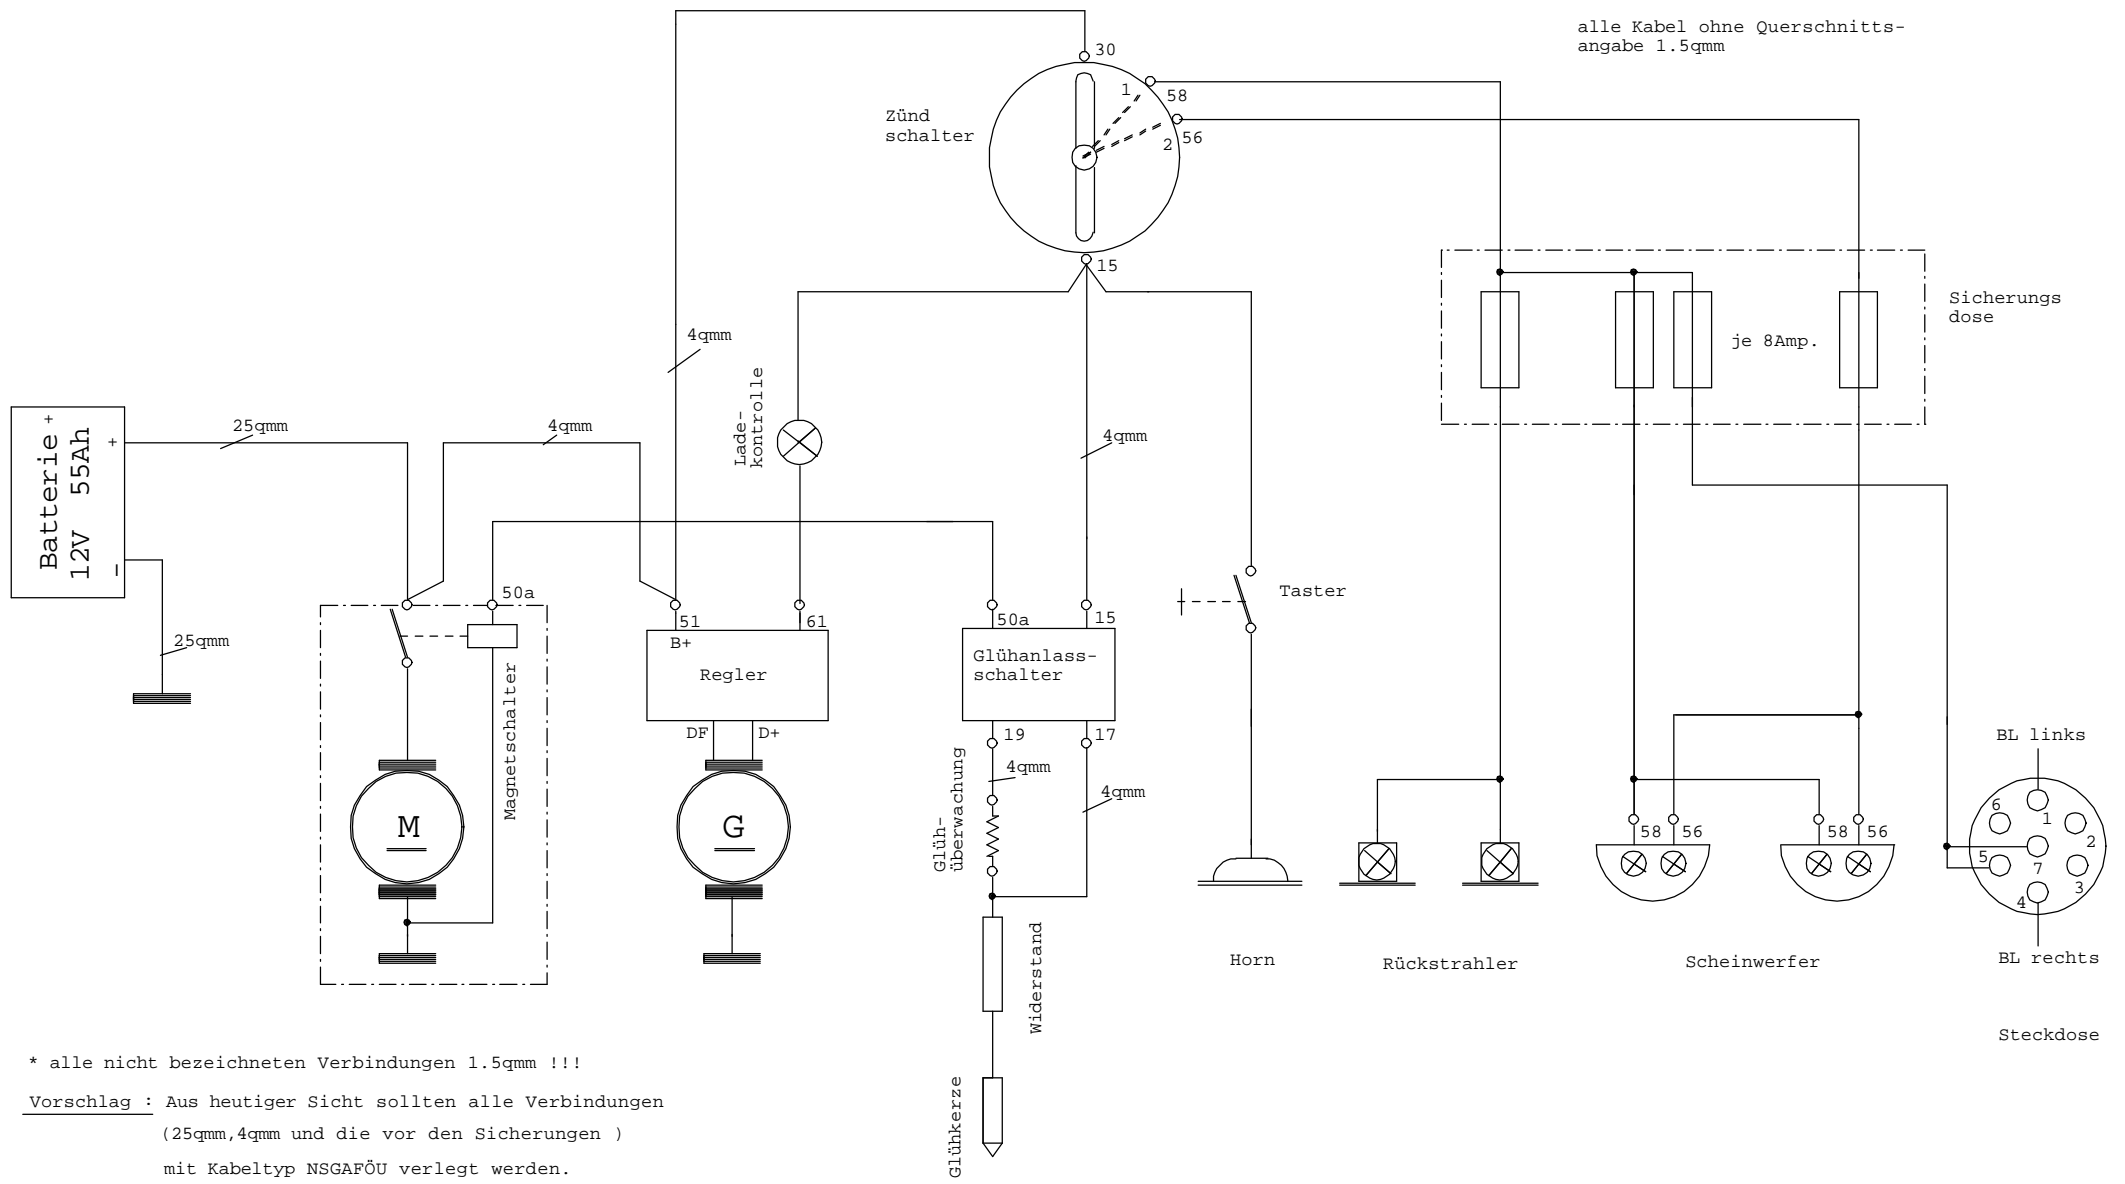 alle Kabel ohne Querschnitts-
angabe 1.5qmm
30
1
58
Zünd
schalter
2
56
15
Sicherungs
dose
je 8Amp.
4qmm
Lade-
kontrolle
Batterie +
12V 55Ah
+
–
25qmm
4qmm
4qmm
25qmm
50a
Magnetschalter
M
51
61
B+
Regler
DF
D+
G
50a
15
Glühanlass-
schalter
19
17
4qmm
4qmm
Glüh-
überwachung
Widerstand
Glühkerze
Taster
Horn
Rückstrahler
58
56
58
56
Scheinwerfer
BL links
6
1
2
5
7
3
4
BL rechts
Steckdose
* alle nicht bezeichneten Verbindungen 1.5qmm !!!
Vorschlag : Aus heutiger Sicht sollten alle Verbindungen
(25qmm,4qmm und die vor den Sicherungen )
mit Kabeltyp NSGAFÖU verlegt werden.